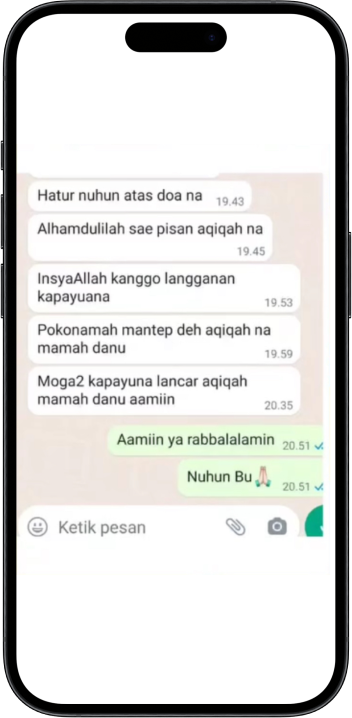 Hatur nuhun atas doa na 19.43
Alhamdulilah sae pisan aqiqah na
19.45
InsyaAllah kanggo langganan
kapayuana 19.53
Pokonamah mantep deh aqiqah na
mamah danu 19.59
Moga2 kapayuna lancar aqiqah
mamah danu aamiin 20.35
Aamiin ya rabbalalamin 20.51
Nuhun Bu🙏🏻 20.51
Ketik pesan